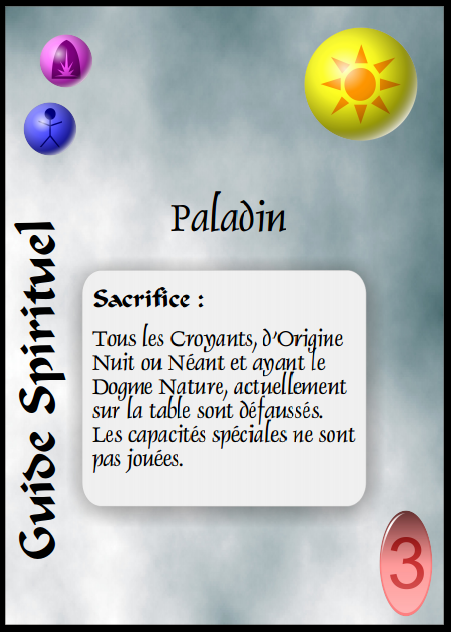 Paladin
Guide Spirituel
Sacrifice :
Tous les Croyants, d'Origine
Nuit ou Néant et ayant le
Dogme Nature, actuellement
sur la table sont défaussés.
Les capacités spéciales ne sont
pas jouées.
3